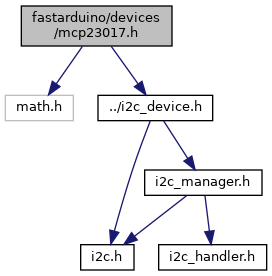 fastarduino/devices
/mcp23017.h
math.h
../i2c_device.h
i2c_manager.h
i2c.h
i2c_handler.h